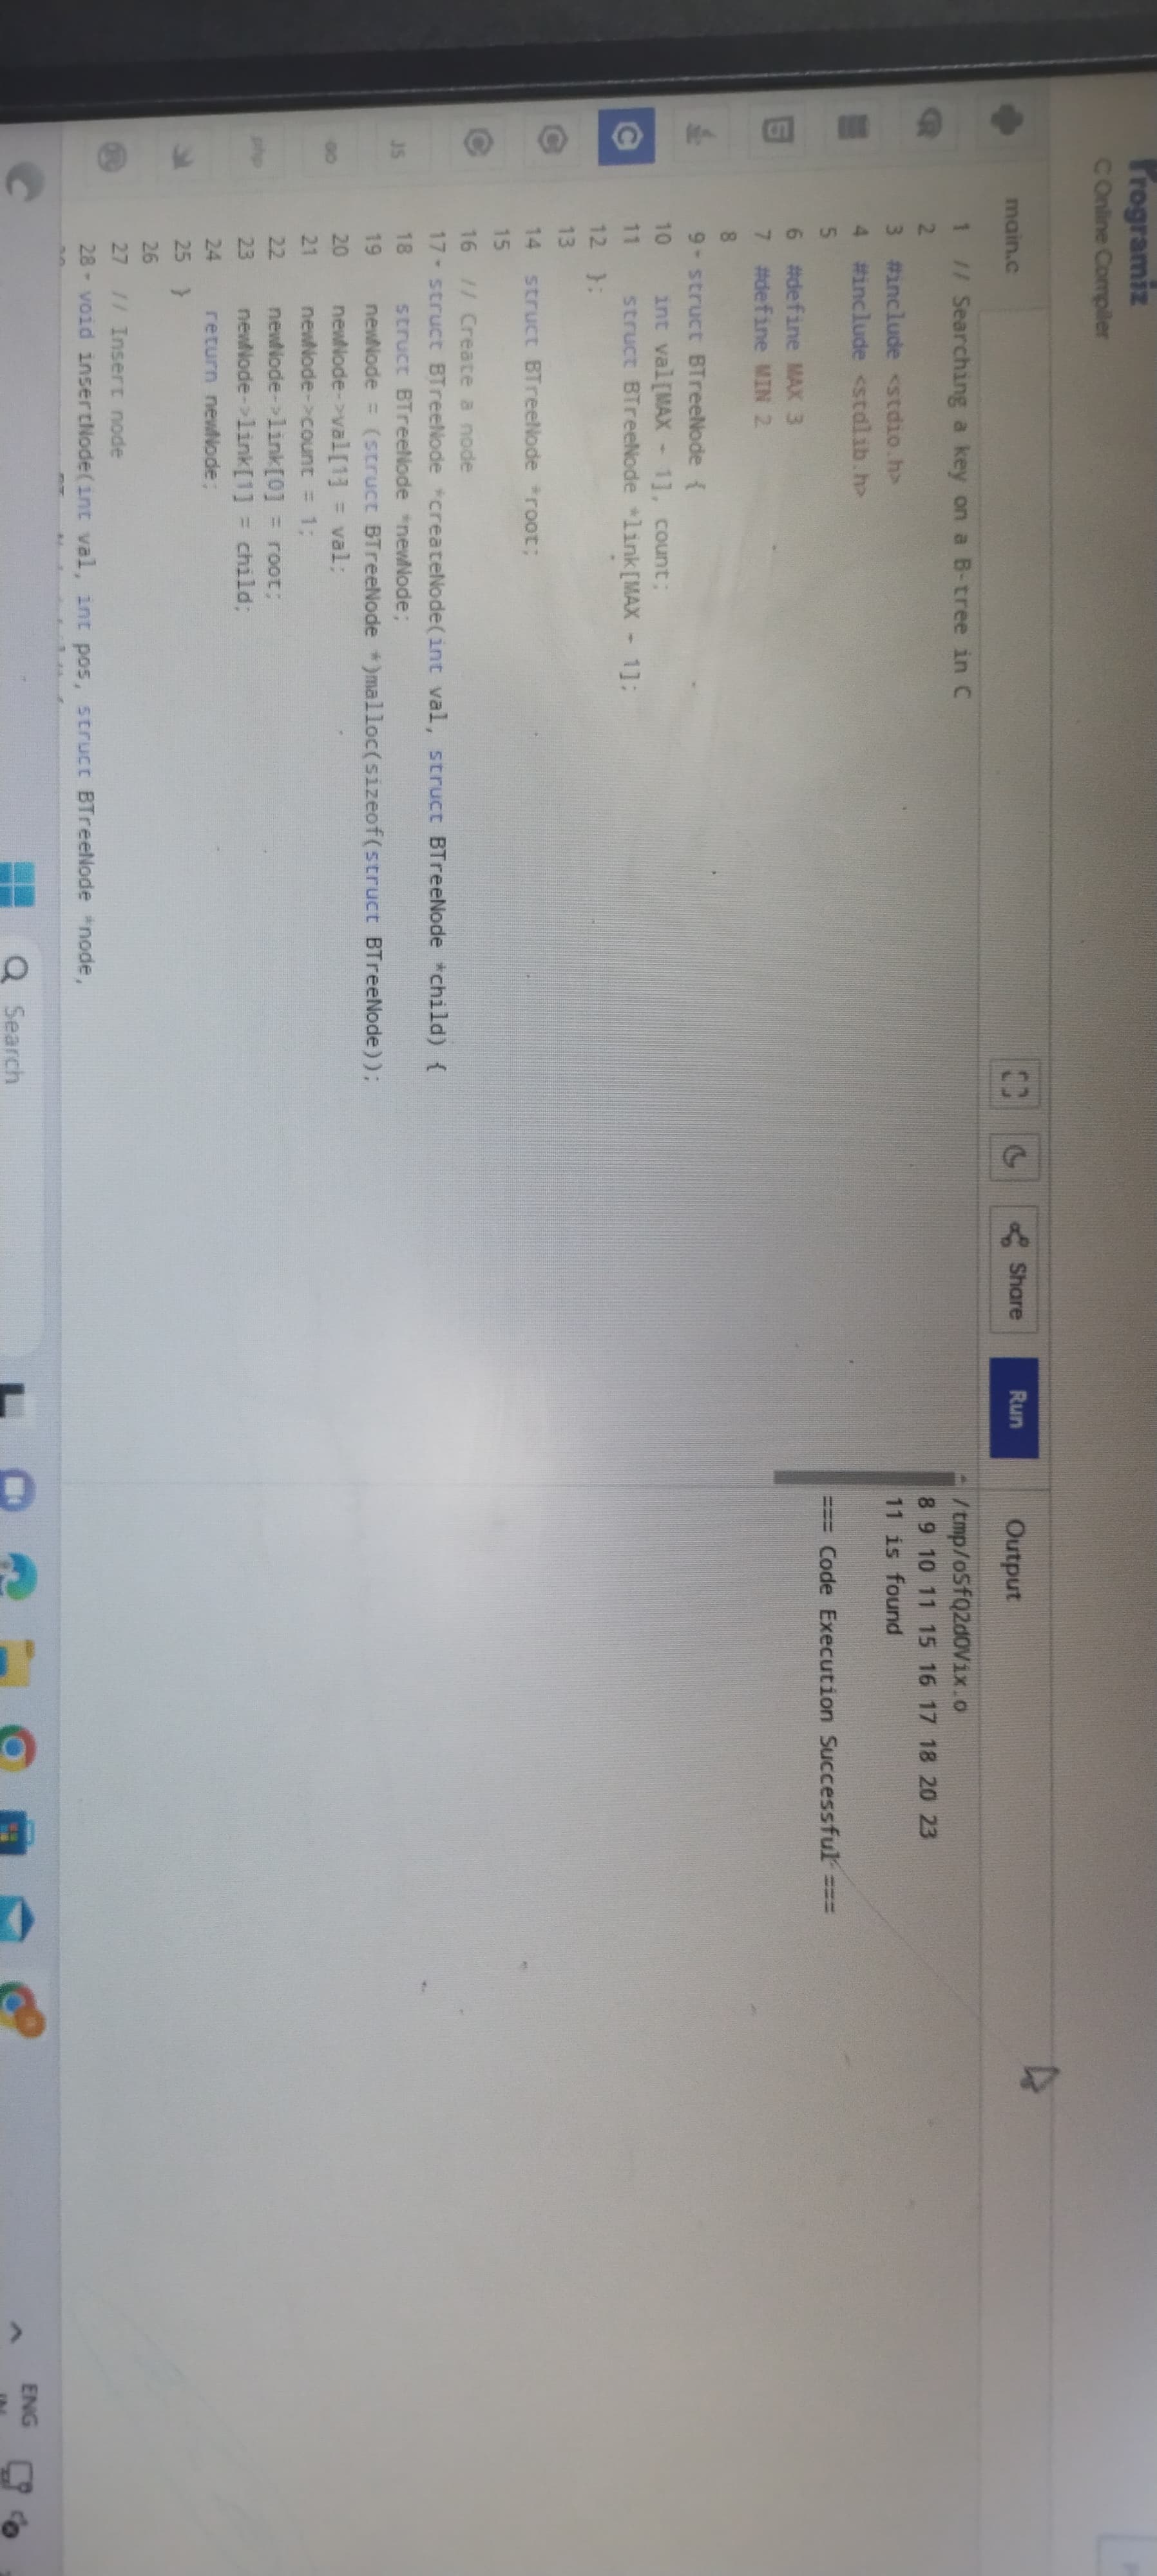 Programiz
C Online Compiler
main.c
Share
Run
Output
1 // Searching a key on a B-tree in C
2
3 #include <stdio.h>
4 #include <stdlib.h>
5
6 #define MAX 3
7 #define MIN 2
8
9 struct BTreeNode {
10 int val[MAX + 1], count;
11 struct BTreeNode *link[MAX + 1];
12 };
13
14 struct BTreeNode *root;
15
16 // Create a node
17 struct BTreeNode *createNode(int val, struct BTreeNode *child) {
18 struct BTreeNode *newNode;
19 newNode = (struct BTreeNode *)malloc(sizeof(struct BTreeNode));
20 newNode->val[1] = val;
21 newNode->count = 1;
22 newNode->link[0] = root;
23 newNode->link[1] = child;
24 return newNode;
25 }
26
27 // Insert node
28 void insertNode(int val, int pos, struct BTreeNode *node,
/tmp/oSfQ2dOVix.o
8 9 10 11 15 16 17 18 20 23
11 is found
=== Code Execution Successful ===
JS
GO
php
Search
ENG